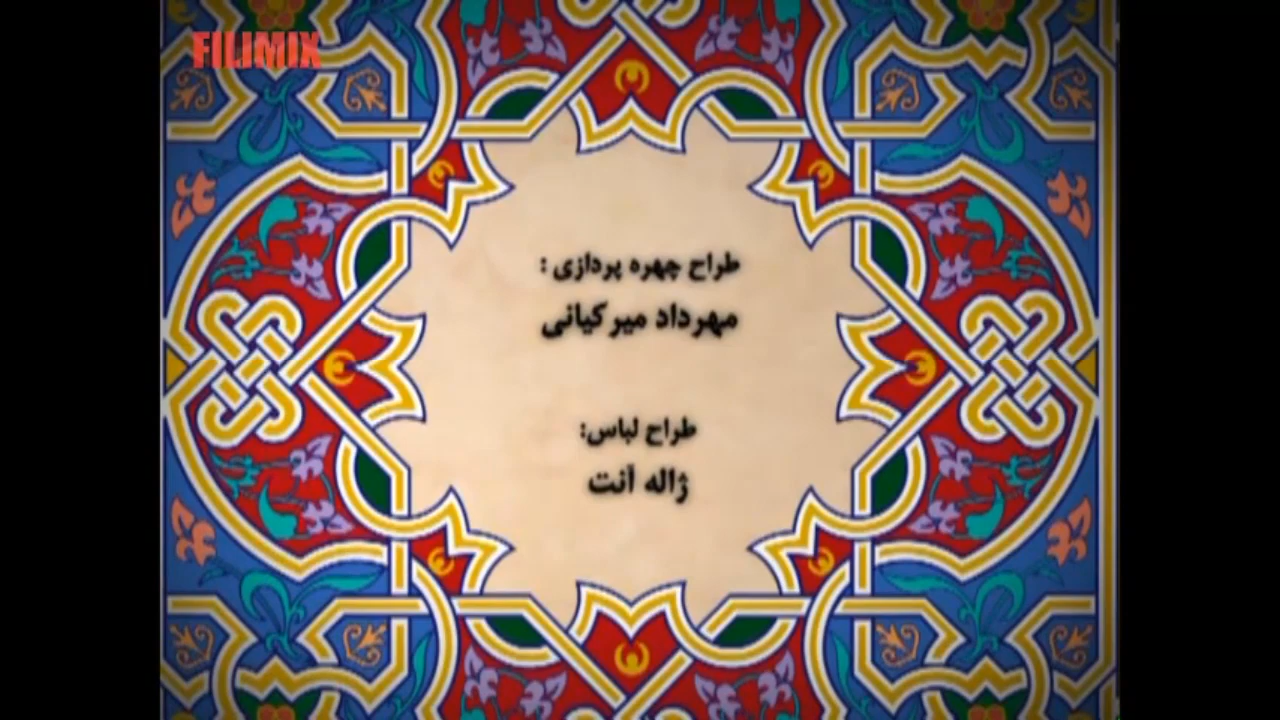 FILIMIX
طراح چهره پردازی :
مهرداد میرکیانی
طراح لباس:
ژاله آنت